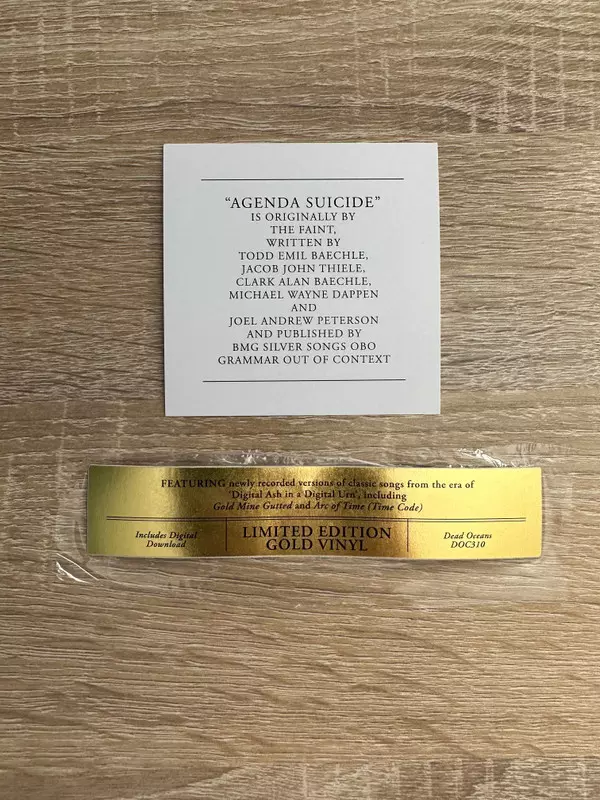 “AGENDA SUICIDE”
IS ORIGINALLY BY
THE FAINT,
WRITTEN BY
TODD EMIL BAECHLE,
JACOB JOHN THIELE,
CLARK ALAN BAECHLE,
MICHAEL WAYNE DAPPEN
AND
JOEL ANDREW PETERSON
AND PUBLISHED BY
BMG SILVER SONGS OBO
GRAMMAR OUT OF CONTEXT
FEATURING newly recorded versions of classic songs from the era of
'Digital Ash in a Digital Urn', including
Gold Mine Gutted and Arc of Time (Time Code)
Includes Digital
Download
LIMITED EDITION
GOLD VINYL
Dead Oceans
DOC310